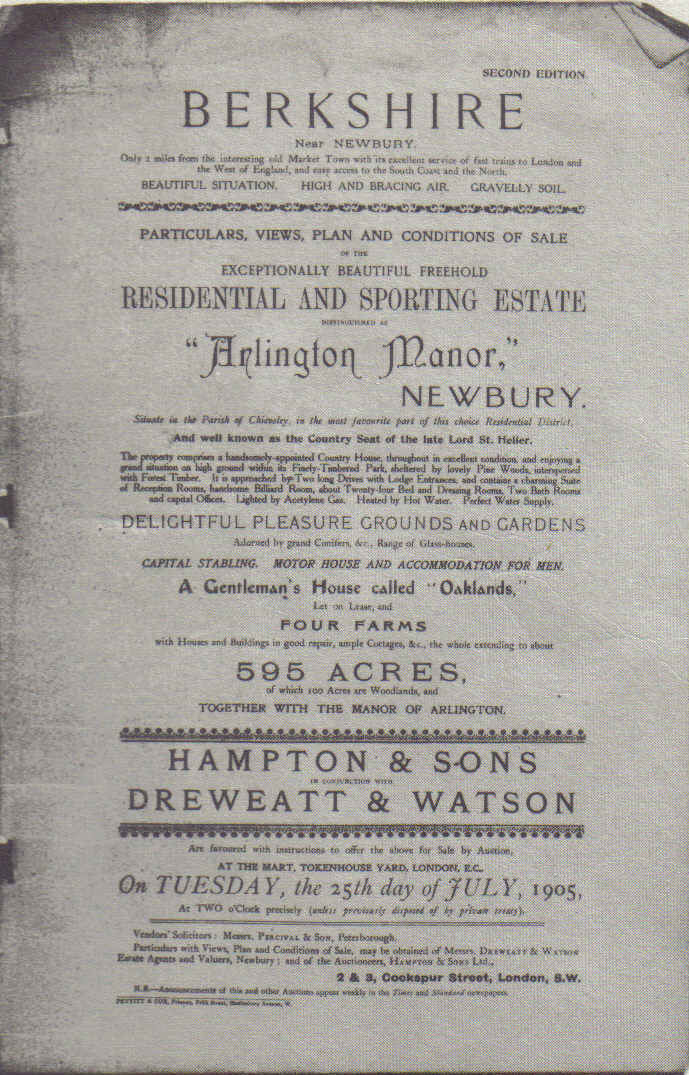 SECOND EDITION
BERKSHIRE
Near NEWBURY.
Only 2 miles from the interesting old Market Town with its excellent service of fast trains to London and
the West of England, and easy access to the South Coast and the North.
BEAUTIFUL SITUATION. HIGH AND BRACING AIR. GRAVELLY SOIL.
PARTICULARS, VIEWS, PLAN AND CONDITIONS OF SALE
OF THE
EXCEPTIONALLY BEAUTIFUL FREEHOLD
RESIDENTIAL AND SPORTING ESTATE
DISTINGUISHED AS
"Arlington Manor,"
NEWBURY.
Situate in the Parish of Chieveley, in the most favourite part of this choice Residential District,
And well known as the Country Seat of the late Lord St. Helier.
The property comprises a handsomely-appointed Country House, throughout in excellent condition, and enjoying a
grand situation on high ground within its Finely-Timbered Park, sheltered by lovely Pine Woods, interspersed
with Forest Timber. It is approached by Two long Drives with Lodge Entrances, and contains a charming Suite
of Reception Rooms, handsome Billiard Room, about Twenty-four Bed and Dressing Rooms, Two Bath Rooms
and capital Offices. Lighted by Acetylene Gas. Heated by Hot Water. Perfect Water Supply.
DELIGHTFUL PLEASURE GROUNDS AND GARDENS
Adorned by grand Conifers, &c., Range of Glass-houses.
CAPITAL STABLING. MOTOR HOUSE AND ACCOMMODATION FOR MEN.
A Gentleman's House called "Oaklands,"
Let on Lease, and
FOUR FARMS
with Houses and Buildings in good repair, ample Cottages, &c., the whole extending to about
595 ACRES,
of which 100 Acres are Woodlands, and
TOGETHER WITH THE MANOR OF ARLINGTON.
HAMPTON & SONS
IN CONJUNCTION WITH
DREWEATT & WATSON
Are favoured with instructions to offer the above for Sale by Auction,
AT THE MART, TOKENHOUSE YARD, LONDON, E.C.,
On TUESDAY, the 25th day of JULY, 1905,
At TWO o'Clock precisely (unless previously disposed of by private treaty).
Vendors' Solicitors: Messrs. PERCIVAL & SON, Peterborough.
Particulars with Views, Plan and Conditions of Sale, may be obtained of Messrs. DREWEATT & WATSON
Estate Agents and Valuers, Newbury; and of the Auctioneers, HAMPTON & SONS Ltd.,
2 & 3, Cockspur Street, London, S.W.
N.B.—Announcements of this and other Auctions appear weekly in the Times and Standard newspapers.
& SON, Printers, Frith Street, Shaftesbury Avenue, W.